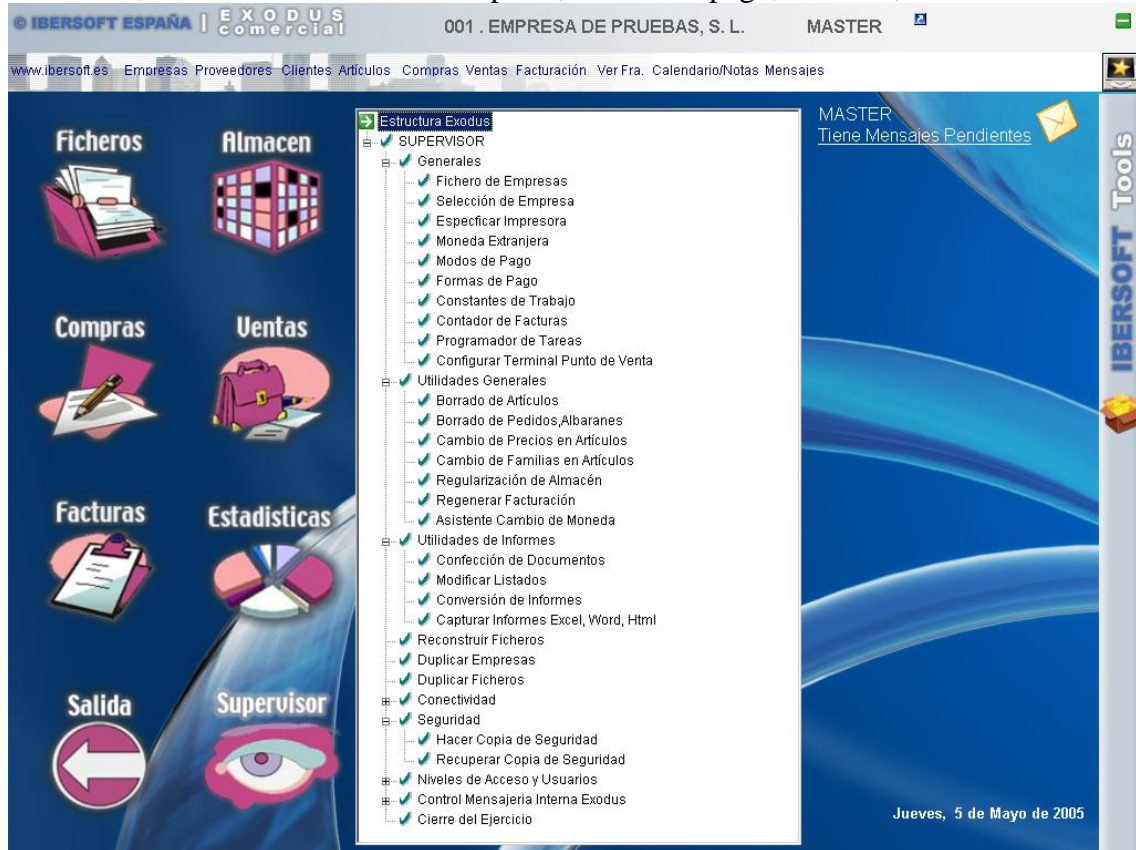 © IBERSOFT ESPAÑA | EXODUS comercial 001 . EMPRESA DE PRUEBAS, S. L. MASTER
www.ibersoft.es Empresas Proveedores Clientes Artículos Compras Ventas Facturación Ver Fra. Calendario/Notas Mensajes
Ficheros
Almacen
Compras
Ventas
Facturas
Estadisticas
Salida
Supervisor
Estructura Exodus
SUPERVISOR
Generales
Fichero de Empresas
Selección de Empresa
Especficar Impresora
Moneda Extranjera
Modos de Pago
Formas de Pago
Constantes de Trabajo
Contador de Facturas
Programador de Tareas
Configurar Terminal Punto de Venta
Utilidades Generales
Borrado de Artículos
Borrado de Pedidos,Albaranes
Cambio de Precios en Artículos
Cambio de Familias en Artículos
Regularización de Almacén
Regenerar Facturación
Asistente Cambio de Moneda
Utilidades de Informes
Confección de Documentos
Modificar Listados
Conversión de Informes
Capturar Informes Excel, Word, Html
Reconstruir Ficheros
Duplicar Empresas
Duplicar Ficheros
Conectividad
Seguridad
Hacer Copia de Seguridad
Recuperar Copia de Seguridad
Niveles de Acceso y Usuarios
Control Mensajeria Interna Exodus
Cierre del Ejercicio
MASTER
Tiene Mensajes Pendientes
Jueves, 5 de Mayo de 2005
IBERSOFT Tools